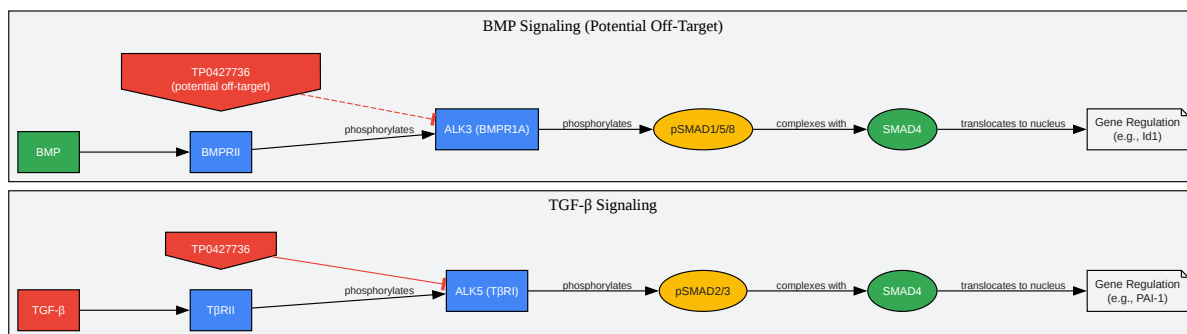 BMP Signaling (Potential Off-Target)
TP0427736
(potential off-target)
BMP
BMPRII
phosphorylates
ALK3 (BMPR1A)
phosphorylates
pSMAD1/5/8
complexes with
SMAD4
translocates to nucleus
Gene Regulation
(e.g., Id1)
TGF-β Signaling
TP0427736
TGF-β
TβRII
phosphorylates
ALK5 (TβRI)
phosphorylates
pSMAD2/3
complexes with
SMAD4
translocates to nucleus
Gene Regulation
(e.g., PAI-1)